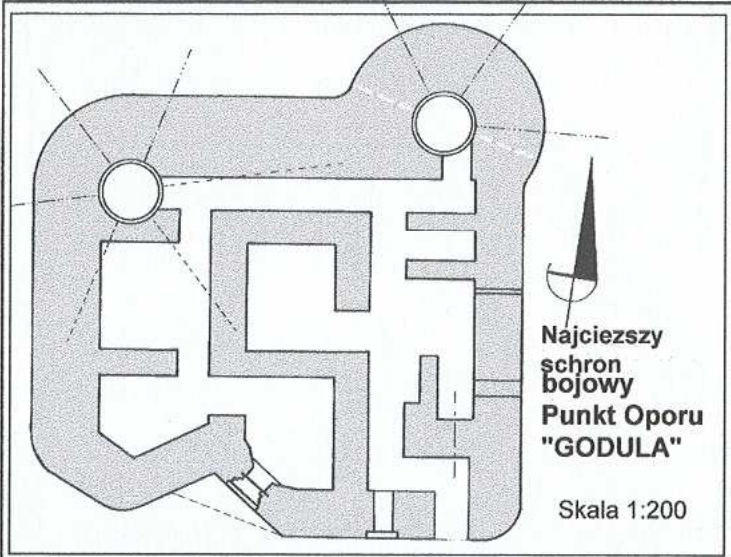 Najciezszy
schron
bojowy
Punkt Oporu
"GODULA"
Skala 1:200